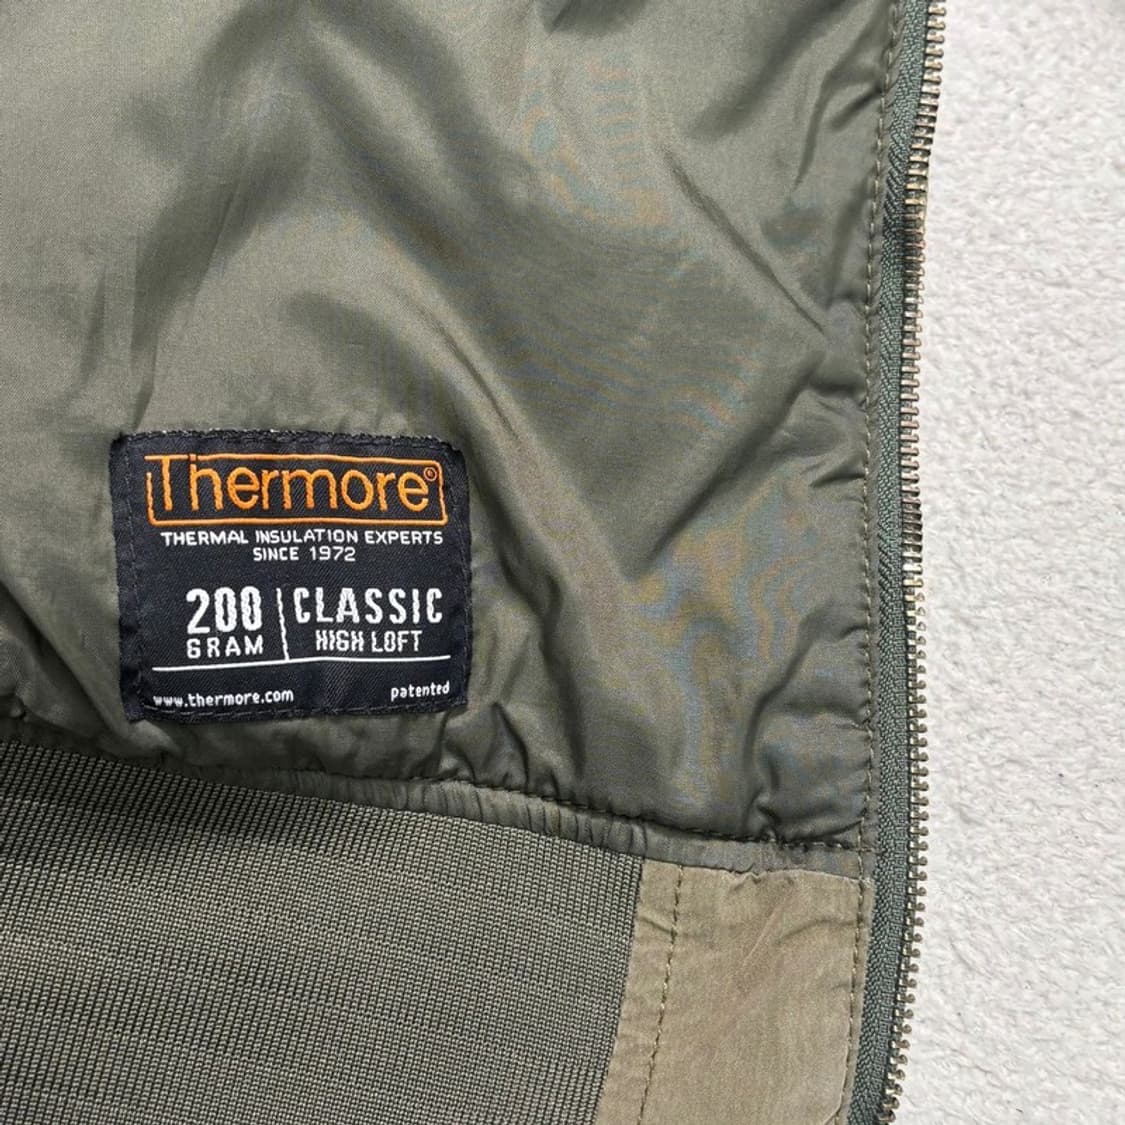 Thermore®
THERMAL INSULATION EXPERTS
SINCE 1972
200 GRAM
CLASSIC HIGH LOFT
www.thermore.com
patented